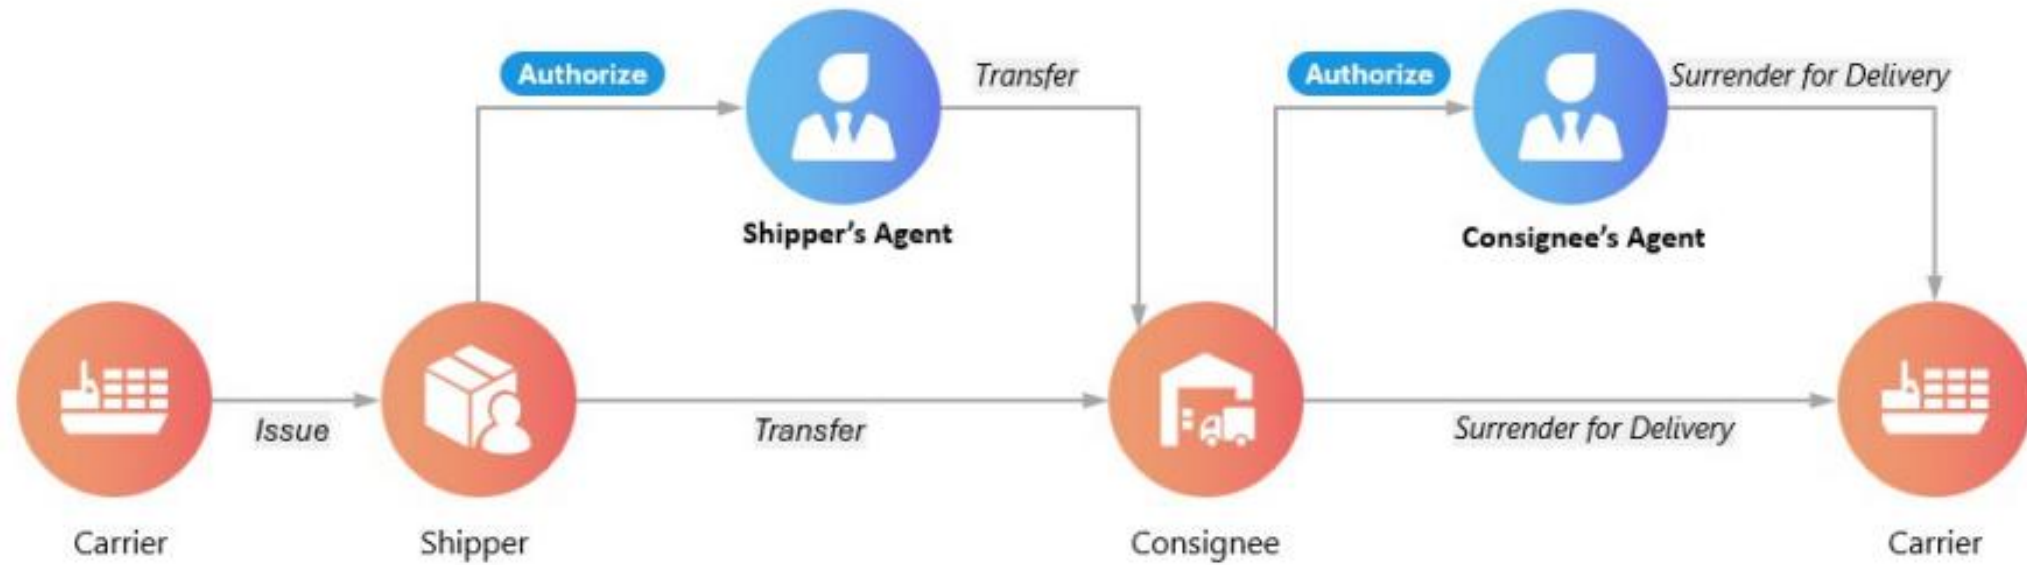 Authorize
Transfer
Authorize
Surrender for Delivery
Shipper's Agent
Consignee's Agent
Issue
Transfer
Surrender for Delivery
Carrier
Shipper
Consignee
Carrier